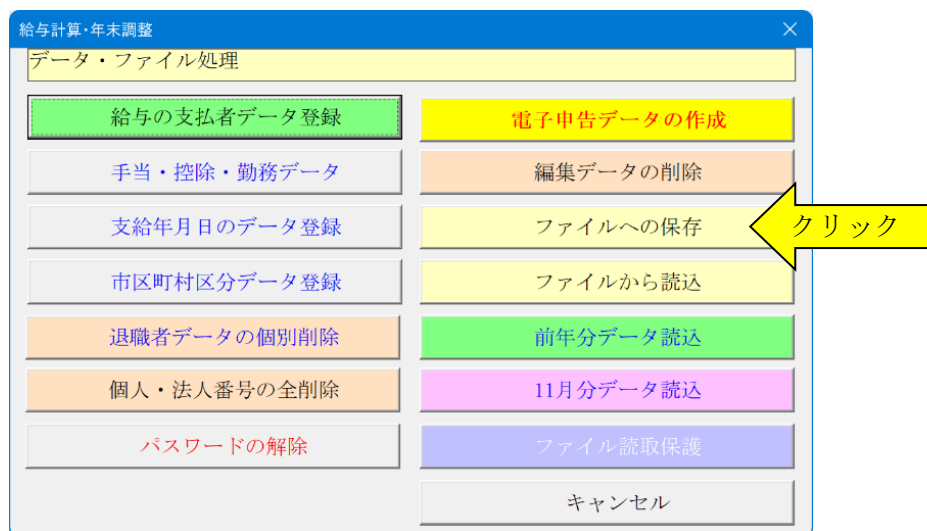 給与計算･年末調整
データ・ファイル処理
給与の支払者データ登録
電子申告データの作成
手当・控除・勤務データ
編集データの削除
支給年月日のデータ登録
ファイルへの保存
クリック
市区町村区分データ登録
ファイルから読込
退職者データの個別削除
前年分データ読込
個人・法人番号の全削除
11月分データ読込
パスワードの解除
ファイル読取保護
キャンセル